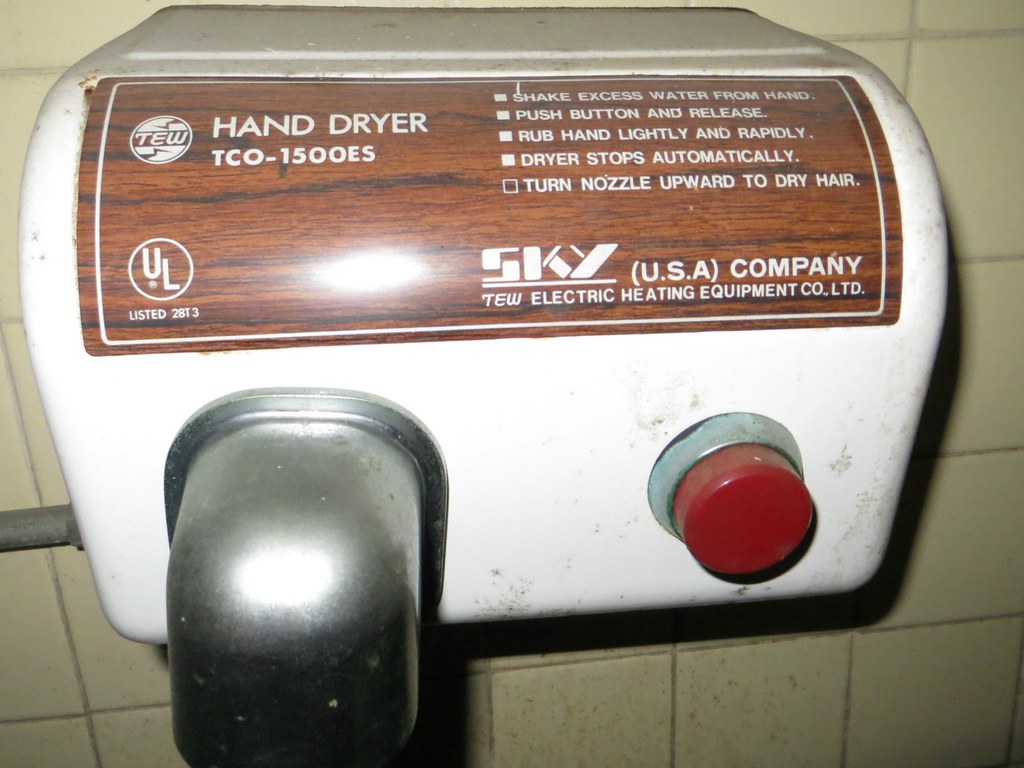 TEW
HAND DRYER
TCO-1500ES
SHAKE EXCESS WATER FROM HAND.
PUSH BUTTON AND RELEASE.
RUB HAND LIGHTLY AND RAPIDLY.
DRYER STOPS AUTOMATICALLY.
TURN NOZZLE UPWARD TO DRY HAIR.
UL
LISTED 28T3
SKY (U.S.A) COMPANY
TEW ELECTRIC HEATING EQUIPMENT CO., LTD.